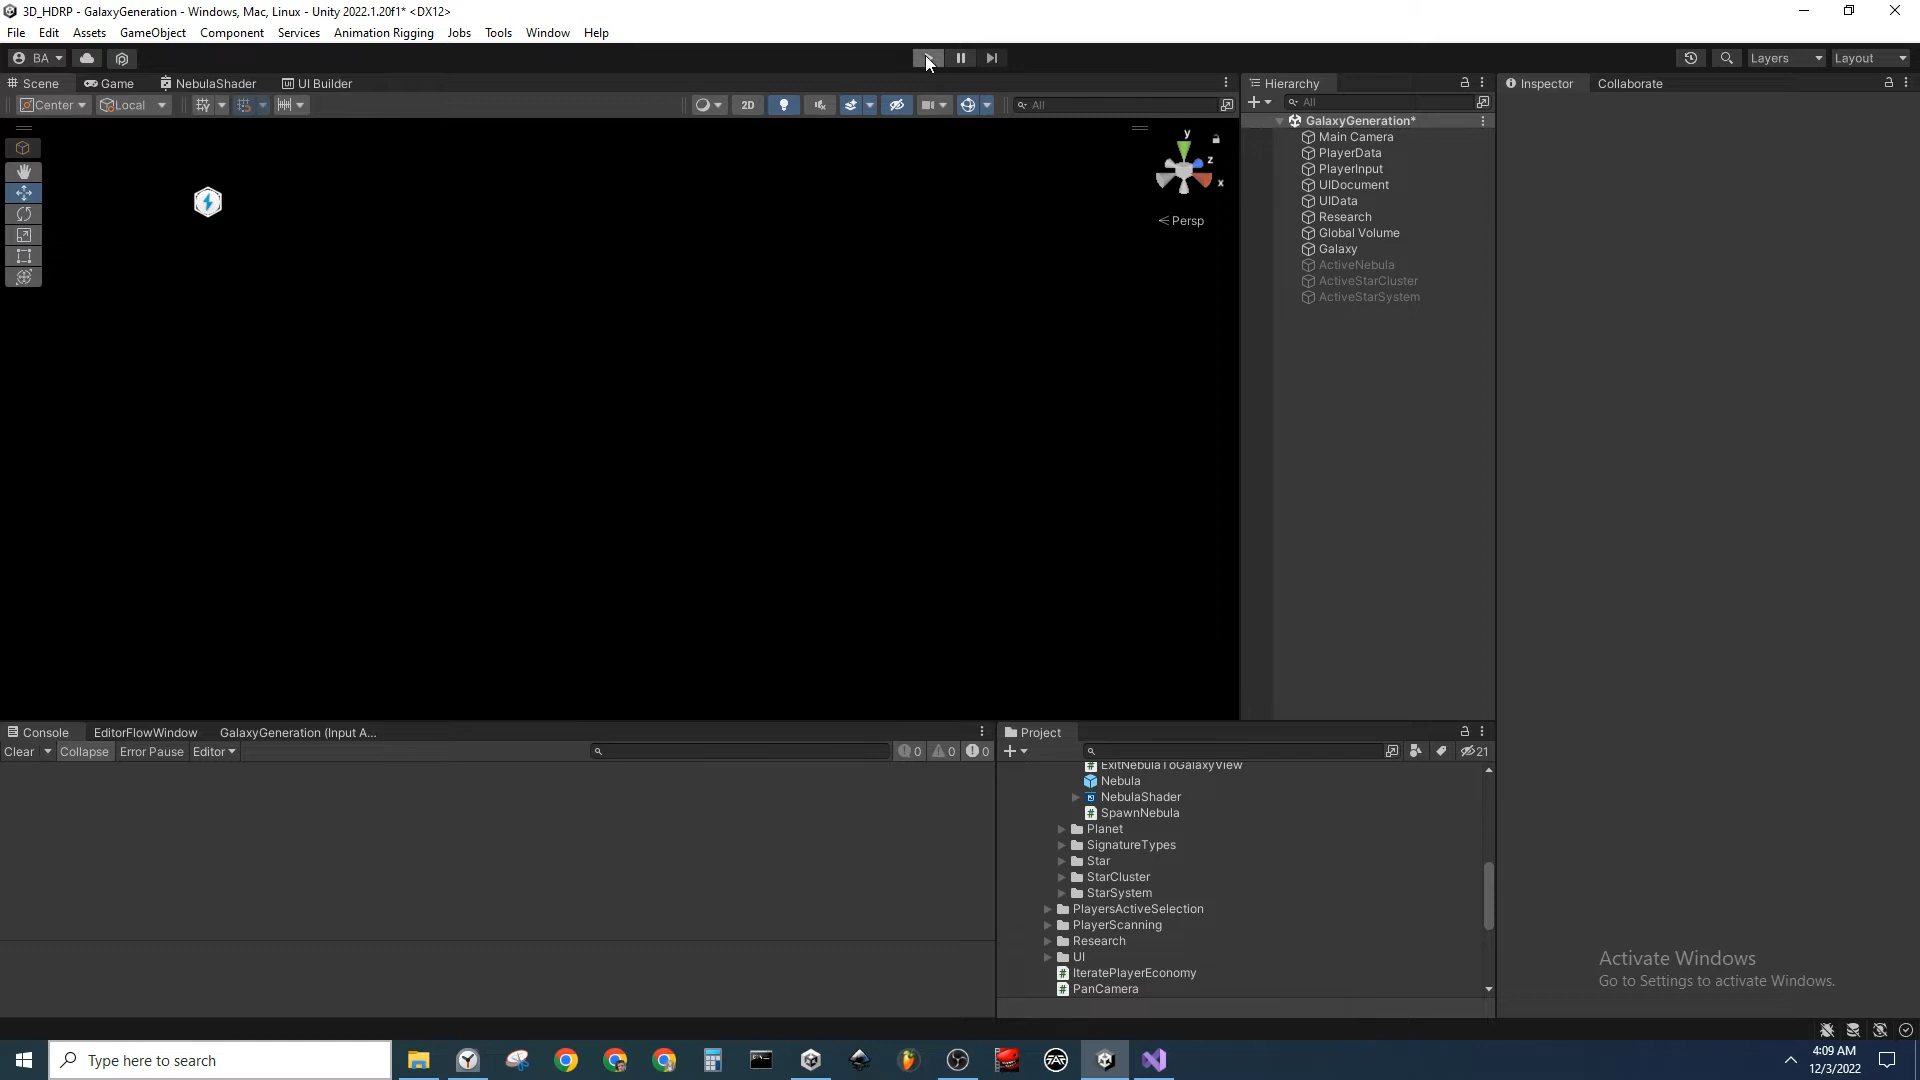 3D_HDRP - GalaxyGeneration - Windows, Mac, Linux - Unity 2022.1.20f1* <DX12>
File Edit Assets GameObject Component Services Animation Rigging Jobs Tools Window Help
BA Layers Layout
Scene Game NebulaShader UI Builder
Center Local 2D All
y
z
x
Persp
Hierarchy
All
GalaxyGeneration*
Main Camera
PlayerData
PlayerInput
UIDocument
UIData
Research
Global Volume
Galaxy
ActiveNebula
ActiveStarCluster
ActiveStarSystem
Inspector Collaborate
Console EditorFlowWindow GalaxyGeneration (Input A...
Clear Collapse Error Pause Editor 0 0 0
Project
21
ExitNebulaToGalaxyView
Nebula
NebulaShader
SpawnNebula
Planet
SignatureTypes
Star
StarCluster
StarSystem
PlayersActiveSelection
PlayerScanning
Research
UI
IteratePlayerEconomy
PanCamera
Activate Windows
Go to Settings to activate Windows.
Type here to search
4:09 AM
12/3/2022